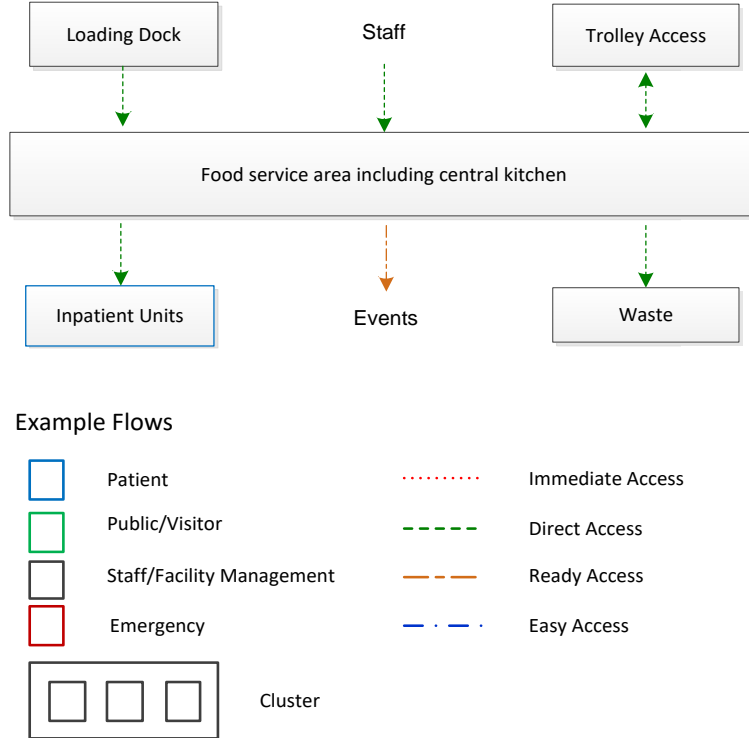 Loading Dock
Staff
Trolley Access
Food service area including central kitchen
Inpatient Units
Events
Waste
Example Flows
Patient
Immediate Access
Public/Visitor
Direct Access
Staff/Facility Management
Ready Access
Emergency
Easy Access
Cluster